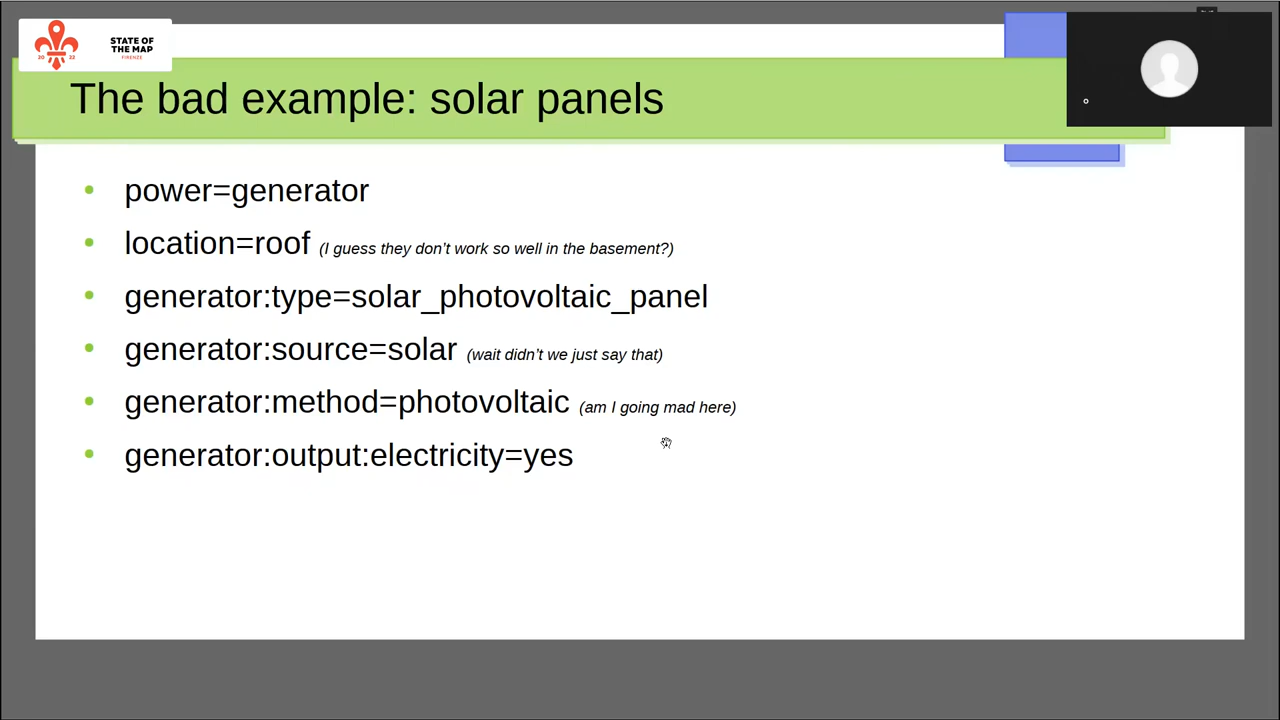 20 22
STATE OF
THE MAP
FIRENZE
The bad example: solar panels
power=generator
location=roof (I guess they don't work so well in the basement?)
generator:type=solar_photovoltaic_panel
generator:source=solar (wait didn't we just say that)
generator:method=photovoltaic (am I going mad here)
generator:output:electricity=yes